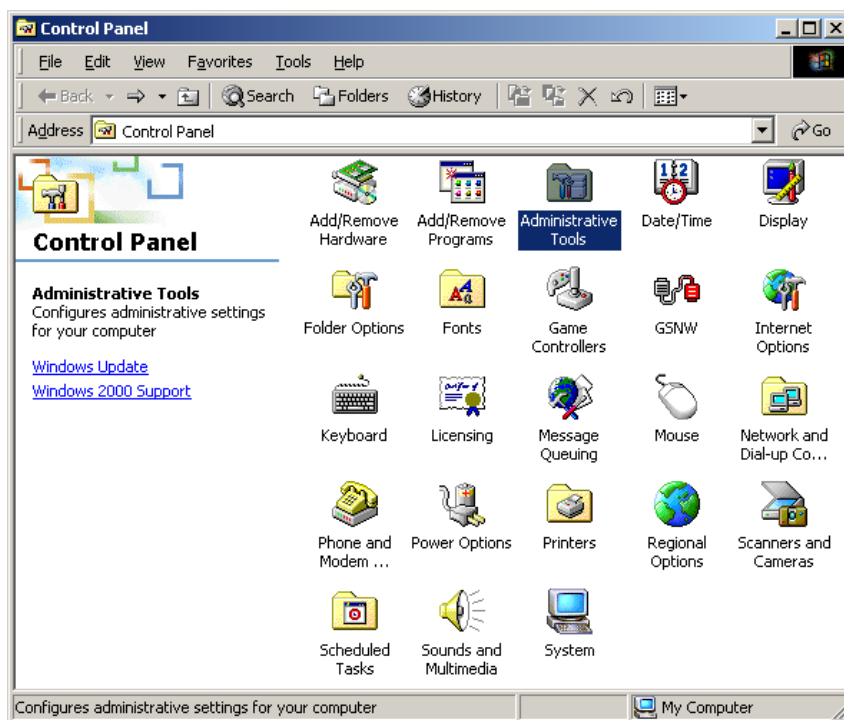 Control Panel
File Edit View Favorites Tools Help
Back Search Folders History
Address Control Panel Go
Control Panel
Administrative Tools
Configures administrative settings
for your computer
Windows Update
Windows 2000 Support
Add/Remove
Hardware
Add/Remove
Programs
Administrative
Tools
Date/Time
Display
Folder Options
Fonts
Game
Controllers
GSNW
Internet
Options
Keyboard
Licensing
Message
Queuing
Mouse
Network and
Dial-up Co...
Phone and
Modem ...
Power Options
Printers
Regional
Options
Scanners and
Cameras
Scheduled
Tasks
Sounds and
Multimedia
System
Configures administrative settings for your computer
My Computer